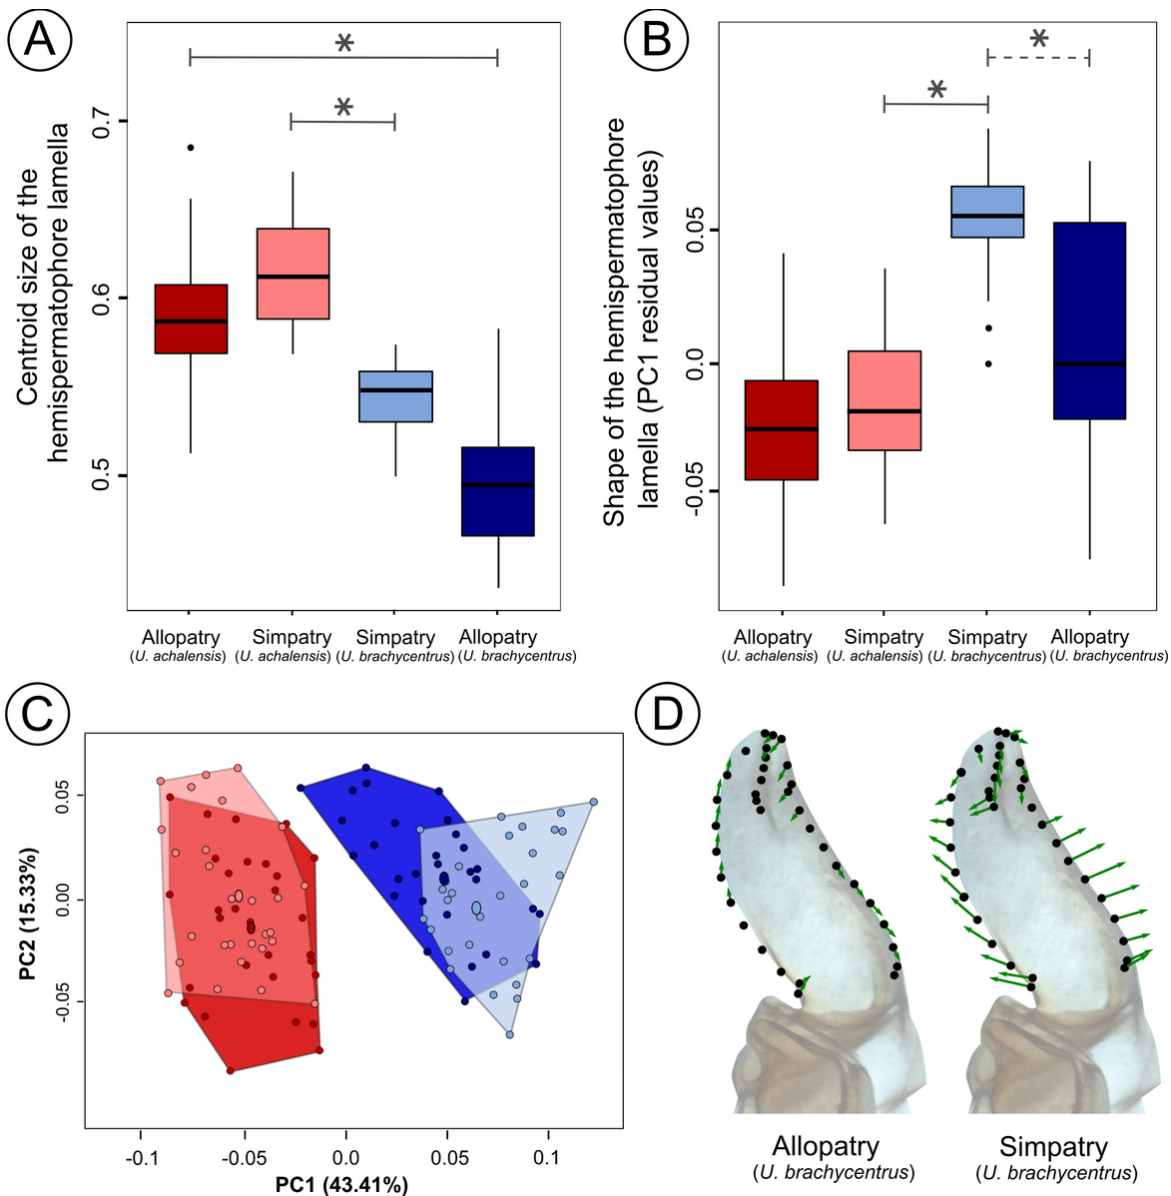 A
Centroid size of the
hemispermatophore lamella
0.7
0.6
0.5
*
*
Allopatry
(U. achalensis)
Simpatry
(U. achalensis)
Simpatry
(U. brachycentrus)
Allopatry
(U. brachycentrus)
B
Shape of the hemispermatophore
lamella (PC1 residual values)
0.05
0.0
-0.05
*
*
Allopatry
(U. achalensis)
Simpatry
(U. achalensis)
Simpatry
(U. brachycentrus)
Allopatry
(U. brachycentrus)
C
PC2 (15.33%)
0.05
0.00
-0.05
-0.1
-0.05
0.0
0.05
0.1
PC1 (43.41%)
D
Allopatry
(U. brachycentrus)
Simpatry
(U. brachycentrus)